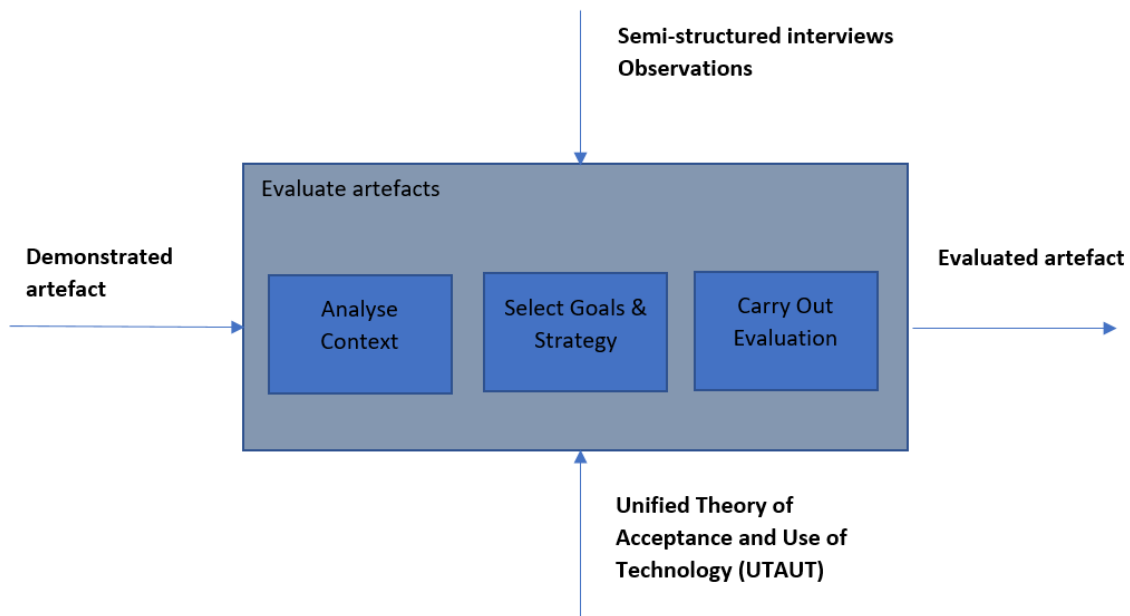 Semi-structured interviews
Observations
Evaluate artefacts
Demonstrated
artefact
Evaluated artefact
Analyse
Context
Select Goals &
Strategy
Carry Out
Evaluation
Unified Theory of
Acceptance and Use of
Technology (UTAUT)